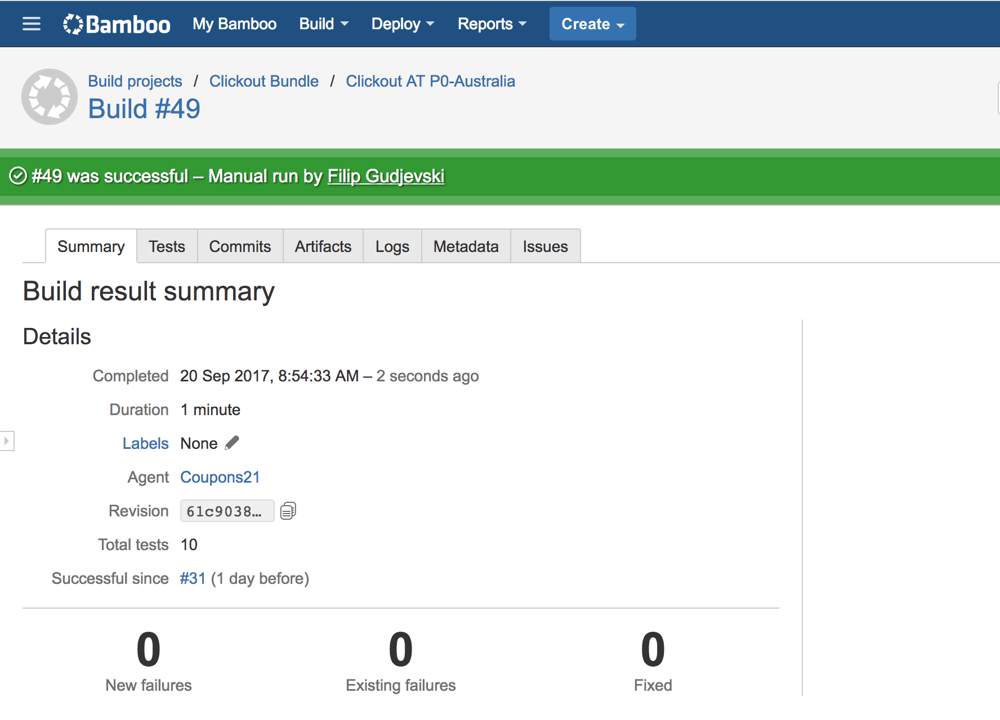 Bamboo My Bamboo Build Deploy Reports Create
Build projects / Clickout Bundle / Clickout AT P0-Australia
Build #49
#49 was successful – Manual run by Filip Gudjevski
Summary Tests Commits Artifacts Logs Metadata Issues
Build result summary
Details
Completed 20 Sep 2017, 8:54:33 AM – 2 seconds ago
Duration 1 minute
Labels None
Agent Coupons21
Revision 61c9038…
Total tests 10
Successful since #31 (1 day before)
0 0 0
New failures Existing failures Fixed